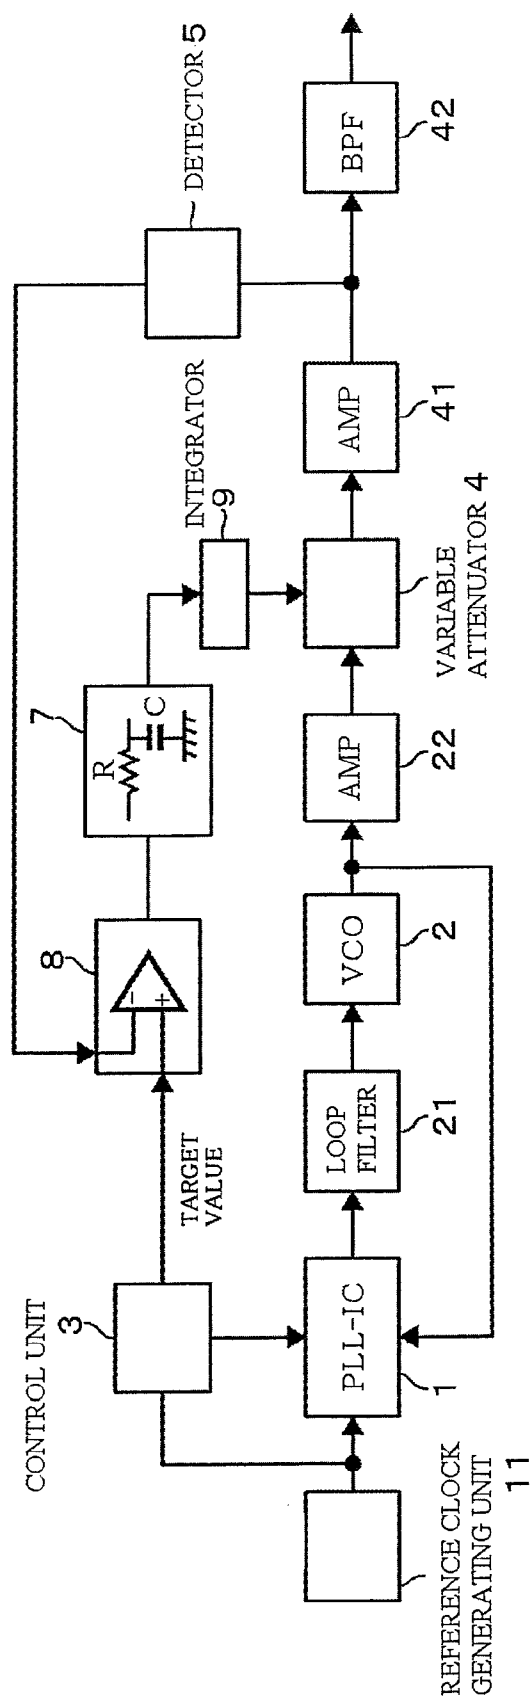 DETECTOR 5
INTEGRATOR
9
7
R
C
8
−
+
TARGET
VALUE
CONTROL UNIT
3
BPF
42
AMP
41
VARIABLE
ATTENUATOR 4
AMP
22
VCO
2
LOOP
FILTER
21
PLL-IC
1
REFERENCE CLOCK
GENERATING UNIT
11